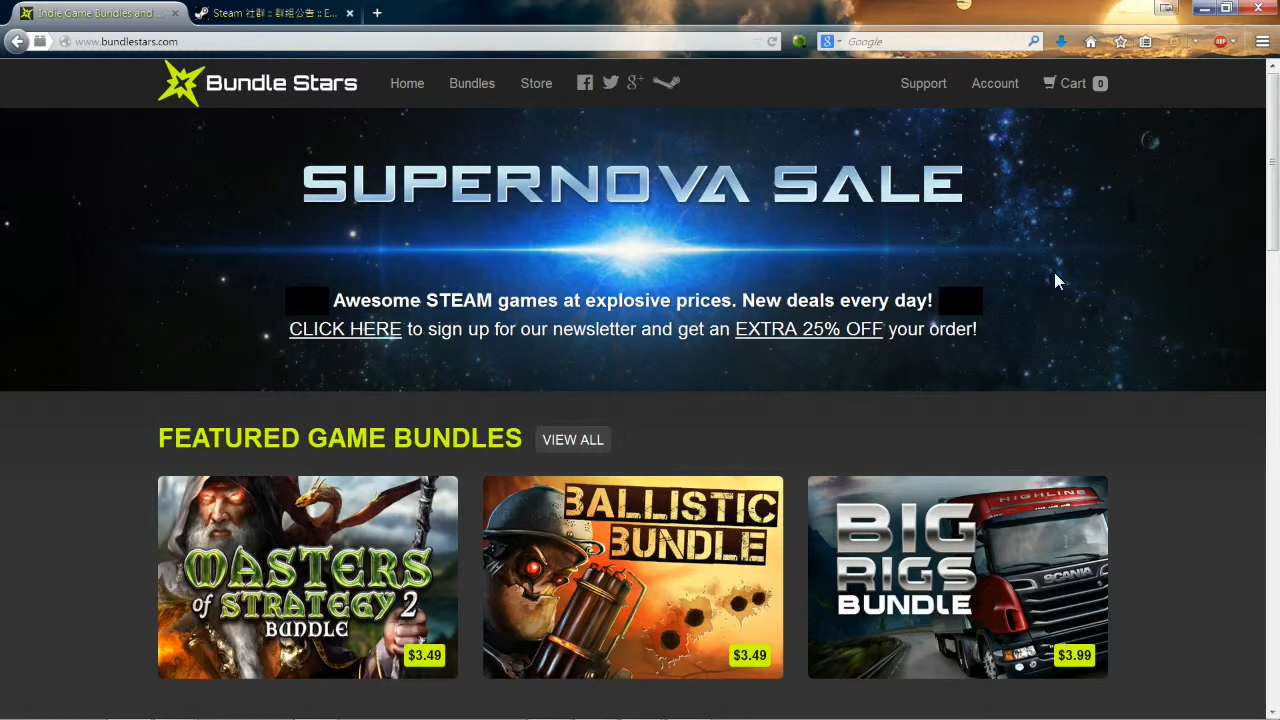 Indie Game Bundles and ...
Steam 社群 :: 群組公告 :: E...
www.bundlestars.com
Google
Bundle Stars
Home
Bundles
Store
Support
Account
Cart 0
SUPERNOVA SALE
Awesome STEAM games at explosive prices. New deals every day!
CLICK HERE to sign up for our newsletter and get an EXTRA 25% OFF your order!
FEATURED GAME BUNDLES
VIEW ALL
MASTERS
of STRATEGY 2
BUNDLE
$3.49
BALLISTIC
BUNDLE
$3.49
HIGHLINE
BIG
RIGS
BUNDLE
SCANIA
$3.99